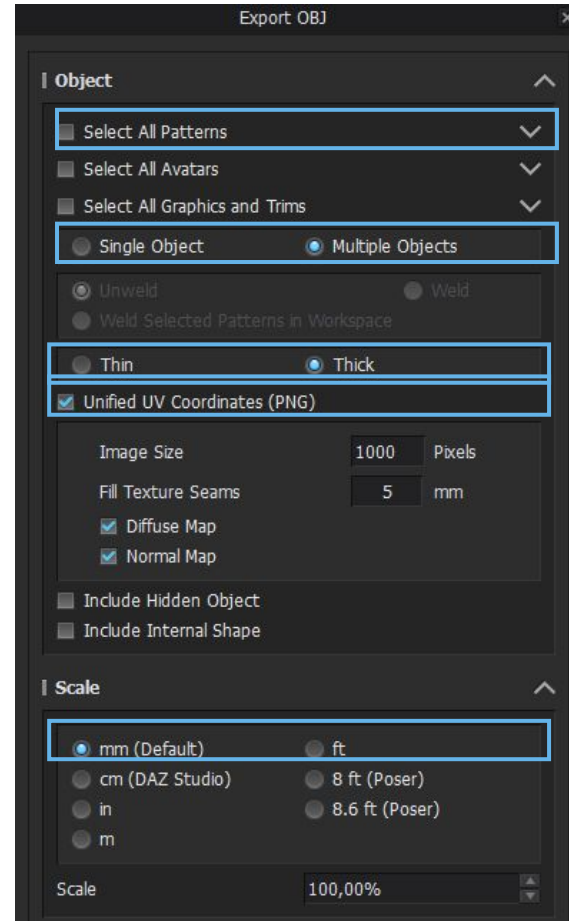 Export OBJ
Object
Select All Patterns
Select All Avatars
Select All Graphics and Trims
Single Object Multiple Objects
Unweld Weld
Weld Selected Patterns in Workspace
Thin Thick
Unified UV Coordinates (PNG)
Image Size 1000 Pixels
Fill Texture Seams 5 mm
Diffuse Map
Normal Map
Include Hidden Object
Include Internal Shape
Scale
mm (Default) ft
cm (DAZ Studio) 8 ft (Poser)
in 8.6 ft (Poser)
m
Scale 100,00%